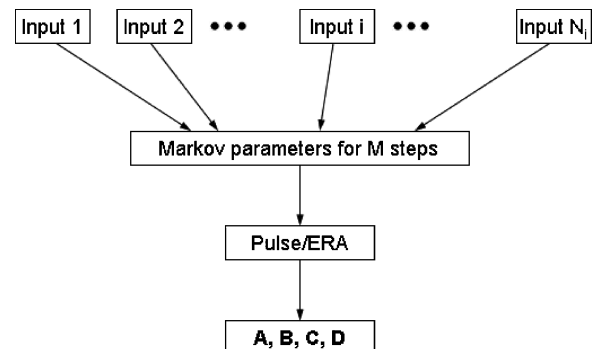 Input 1 Input 2 ••• Input i ••• Input Nᵢ
Markov parameters for M steps
Pulse/ERA
A, B, C, D